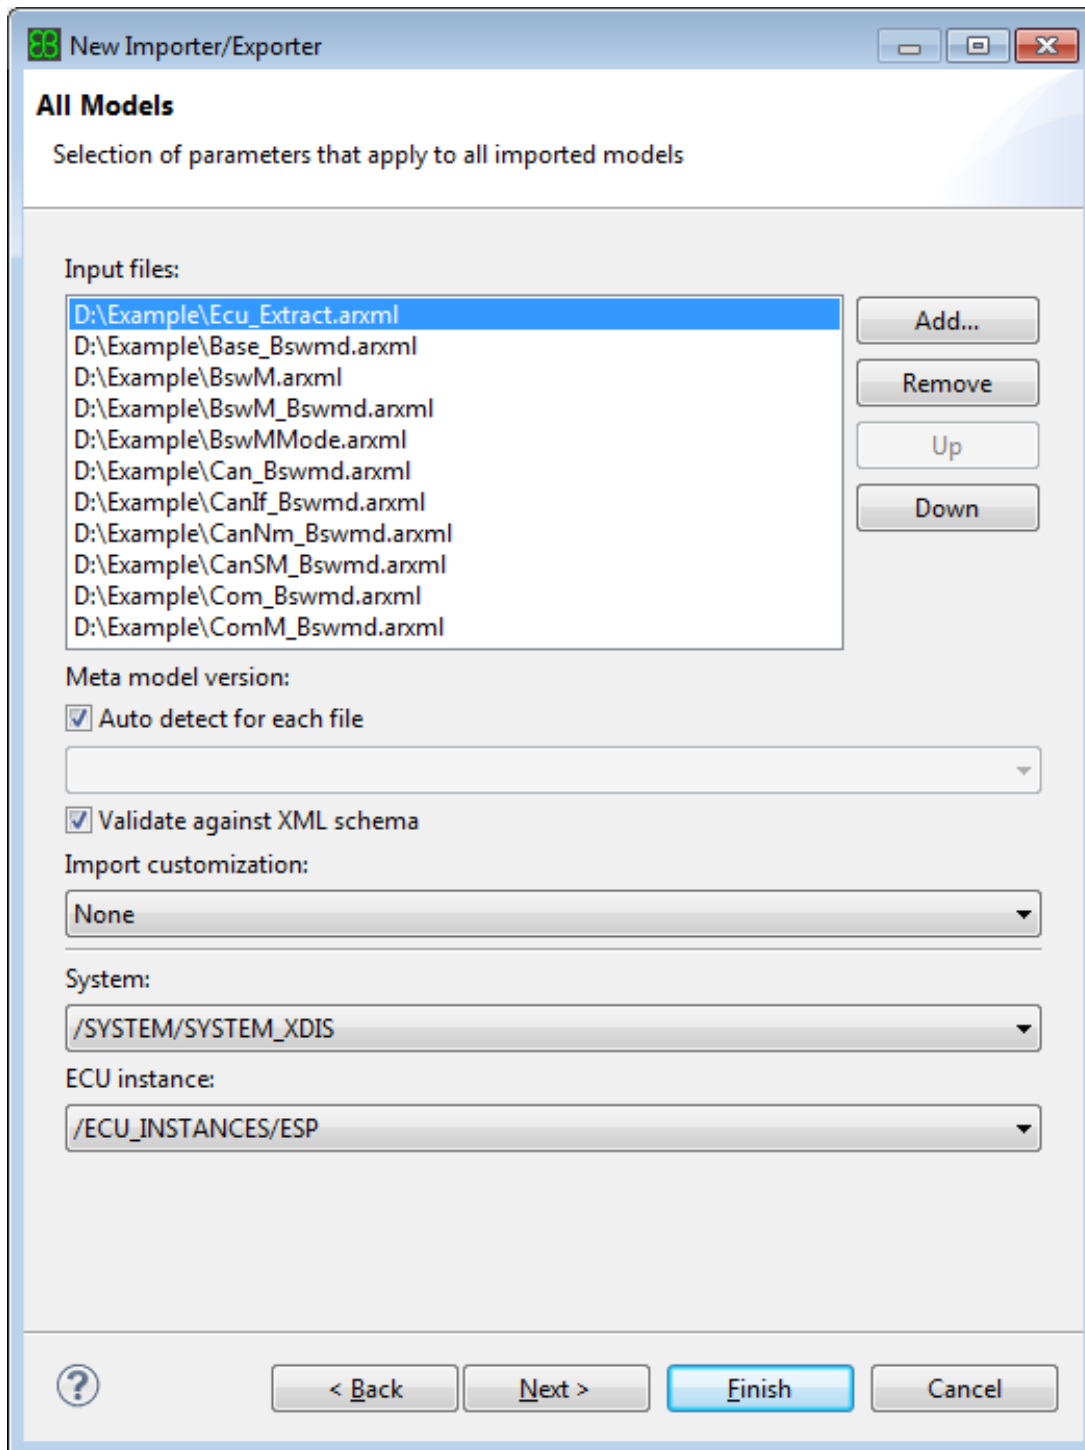 New Importer/Exporter
All Models
Selection of parameters that apply to all imported models
Input files:
D:\Example\Ecu_Extract.arxml
D:\Example\Base_Bswmd.arxml
D:\Example\BswM.arxml
D:\Example\BswM_Bswmd.arxml
D:\Example\BswMMode.arxml
D:\Example\Can_Bswmd.arxml
D:\Example\CanIf_Bswmd.arxml
D:\Example\CanNm_Bswmd.arxml
D:\Example\CanSM_Bswmd.arxml
D:\Example\Com_Bswmd.arxml
D:\Example\ComM_Bswmd.arxml
Add...
Remove
Up
Down
Meta model version:
Auto detect for each file
Validate against XML schema
Import customization:
None
System:
/SYSTEM/SYSTEM_XDIS
ECU instance:
/ECU_INSTANCES/ESP
? < Back Next > Finish Cancel